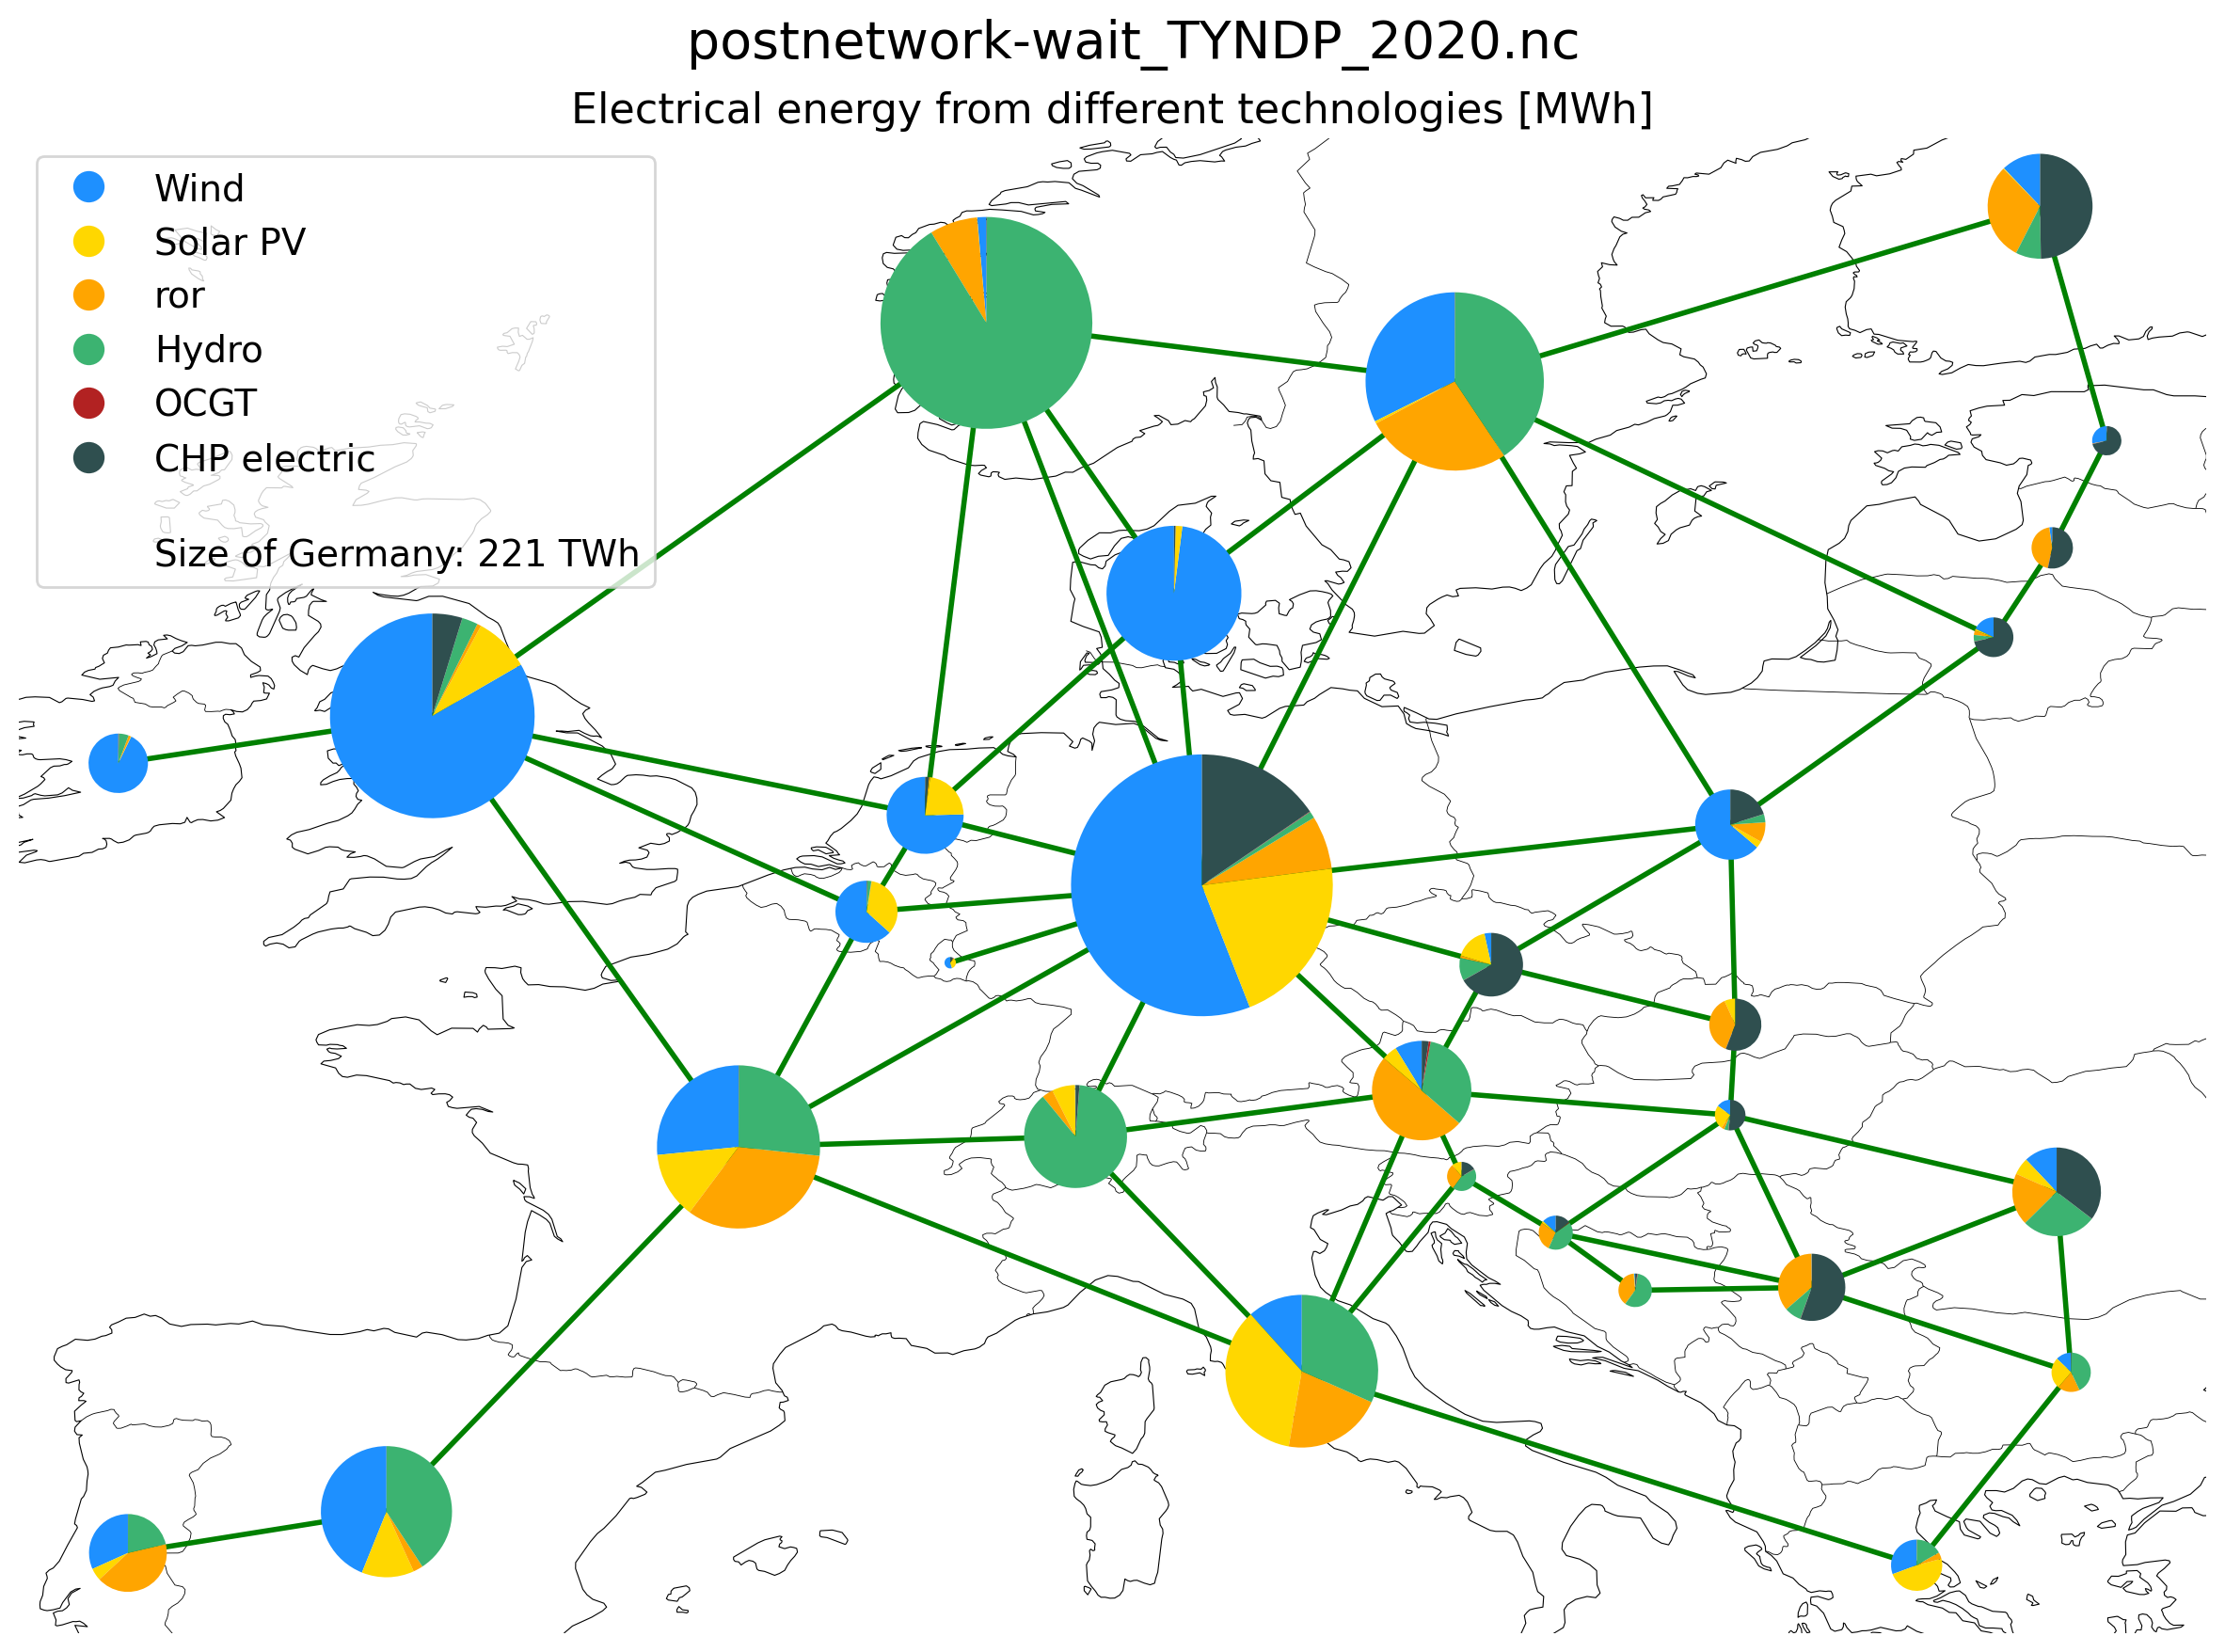 postnetwork-wait_TYNDP_2020.nc
Electrical energy from different technologies [MWh]
Wind
Solar PV
ror
Hydro
OCGT
CHP electric
Size of Germany: 221 TWh